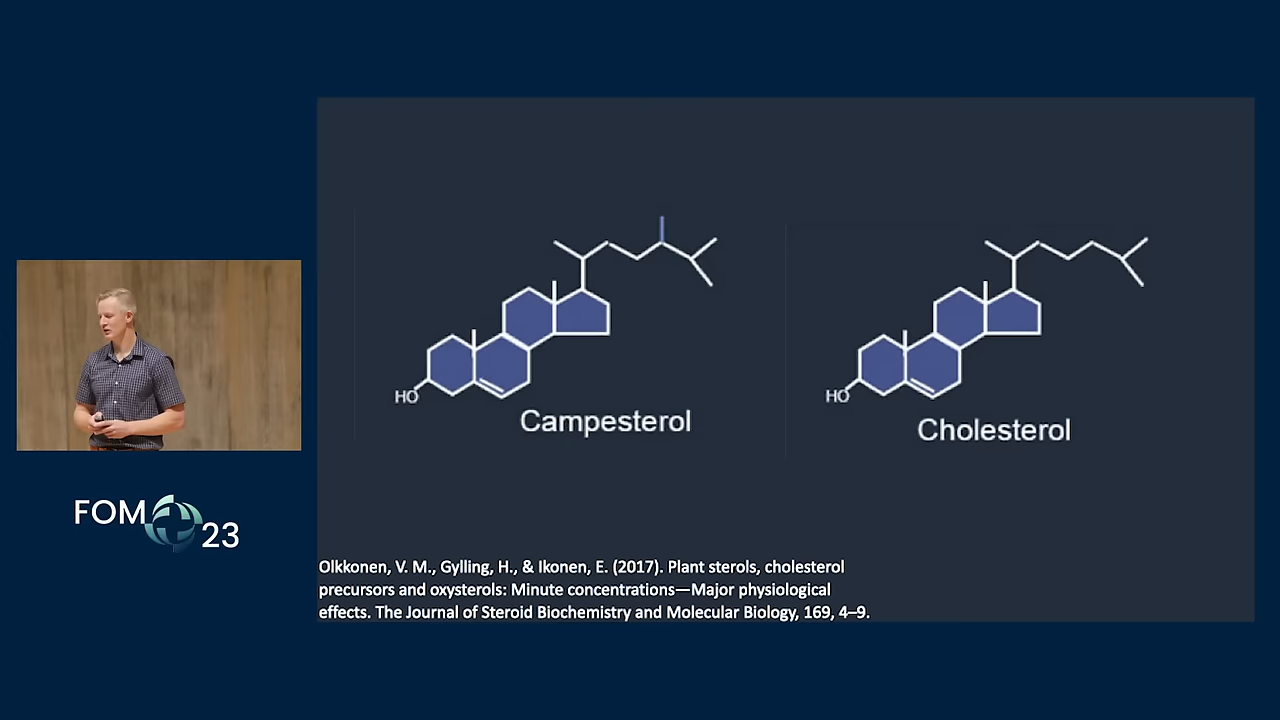 HO
Campesterol
HO
Cholesterol
FOM 23
Olkkonen, V. M., Gylling, H., & Ikonen, E. (2017). Plant sterols, cholesterol
precursors and oxysterols: Minute concentrations—Major physiological
effects. The Journal of Steroid Biochemistry and Molecular Biology, 169, 4–9.